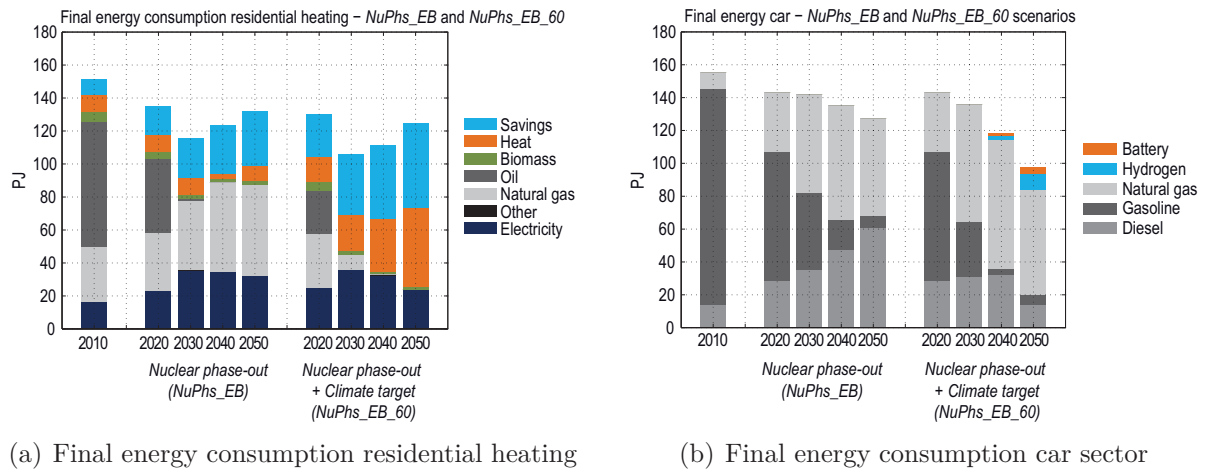 Final energy consumption residential heating – NuPhs_EB and NuPhs_EB_60
180
160
140
120
100
80
60
40
20
0
PJ
2010 2020 2030 2040 2050 2020 2030 2040 2050
Nuclear phase-out
(NuPhs_EB)
Nuclear phase-out
+ Climate target
(NuPhs_EB_60)
Savings
Heat
Biomass
Oil
Natural gas
Other
Electricity
(a) Final energy consumption residential heating
Final energy car – NuPhs_EB and NuPhs_EB_60 scenarios
180
160
140
120
100
80
60
40
20
0
PJ
2010 2020 2030 2040 2050 2020 2030 2040 2050
Nuclear phase-out
(NuPhs_EB)
Nuclear phase-out
+ Climate target
(NuPhs_EB_60)
Battery
Hydrogen
Natural gas
Gasoline
Diesel
(b) Final energy consumption car sector